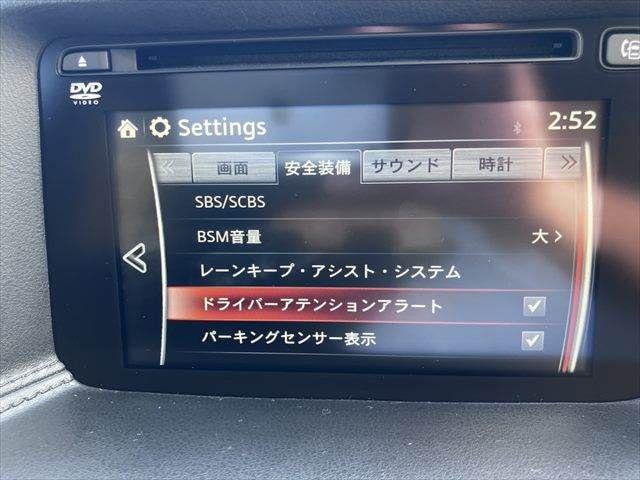 DVD
VIDEO
Settings
2:52
画面 安全装備 サウンド 時計
SBS/SCBS
BSM音量 大
レーンキープ・アシスト・システム
ドライバーアテンションアラート
パーキングセンサー表示